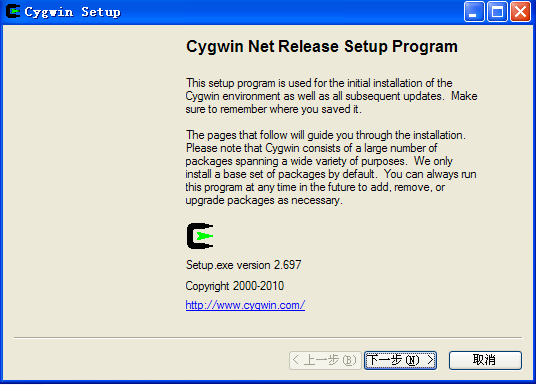 Cygwin Setup
Cygwin Net Release Setup Program
This setup program is used for the initial installation of the
Cygwin environment as well as all subsequent updates.  Make
sure to remember where you saved it.
The pages that follow will guide you through the installation.
Please note that Cygwin consists of a large number of
packages spanning a wide variety of purposes.  We only
install a base set of packages by default.  You can always run
this program at any time in the future to add, remove, or
upgrade packages as necessary.
Setup.exe version 2.697
Copyright 2000-2010
http://www.cygwin.com/
< 上一步(B) 下一步(N) > 取消